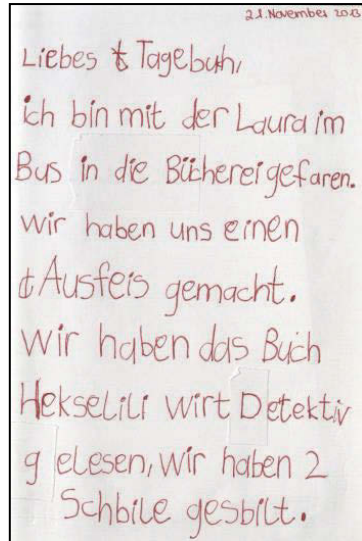 21. November 2013
Liebes Tagebuh,
ich bin mit der Laura im
Bus in die Bücherei gefaren.
wir haben uns einen
Ausfeis gemacht.
wir haben das Buch
Hekselili wirt Detektiv
gelesen, wir haben 2
Schbile gesbilt.